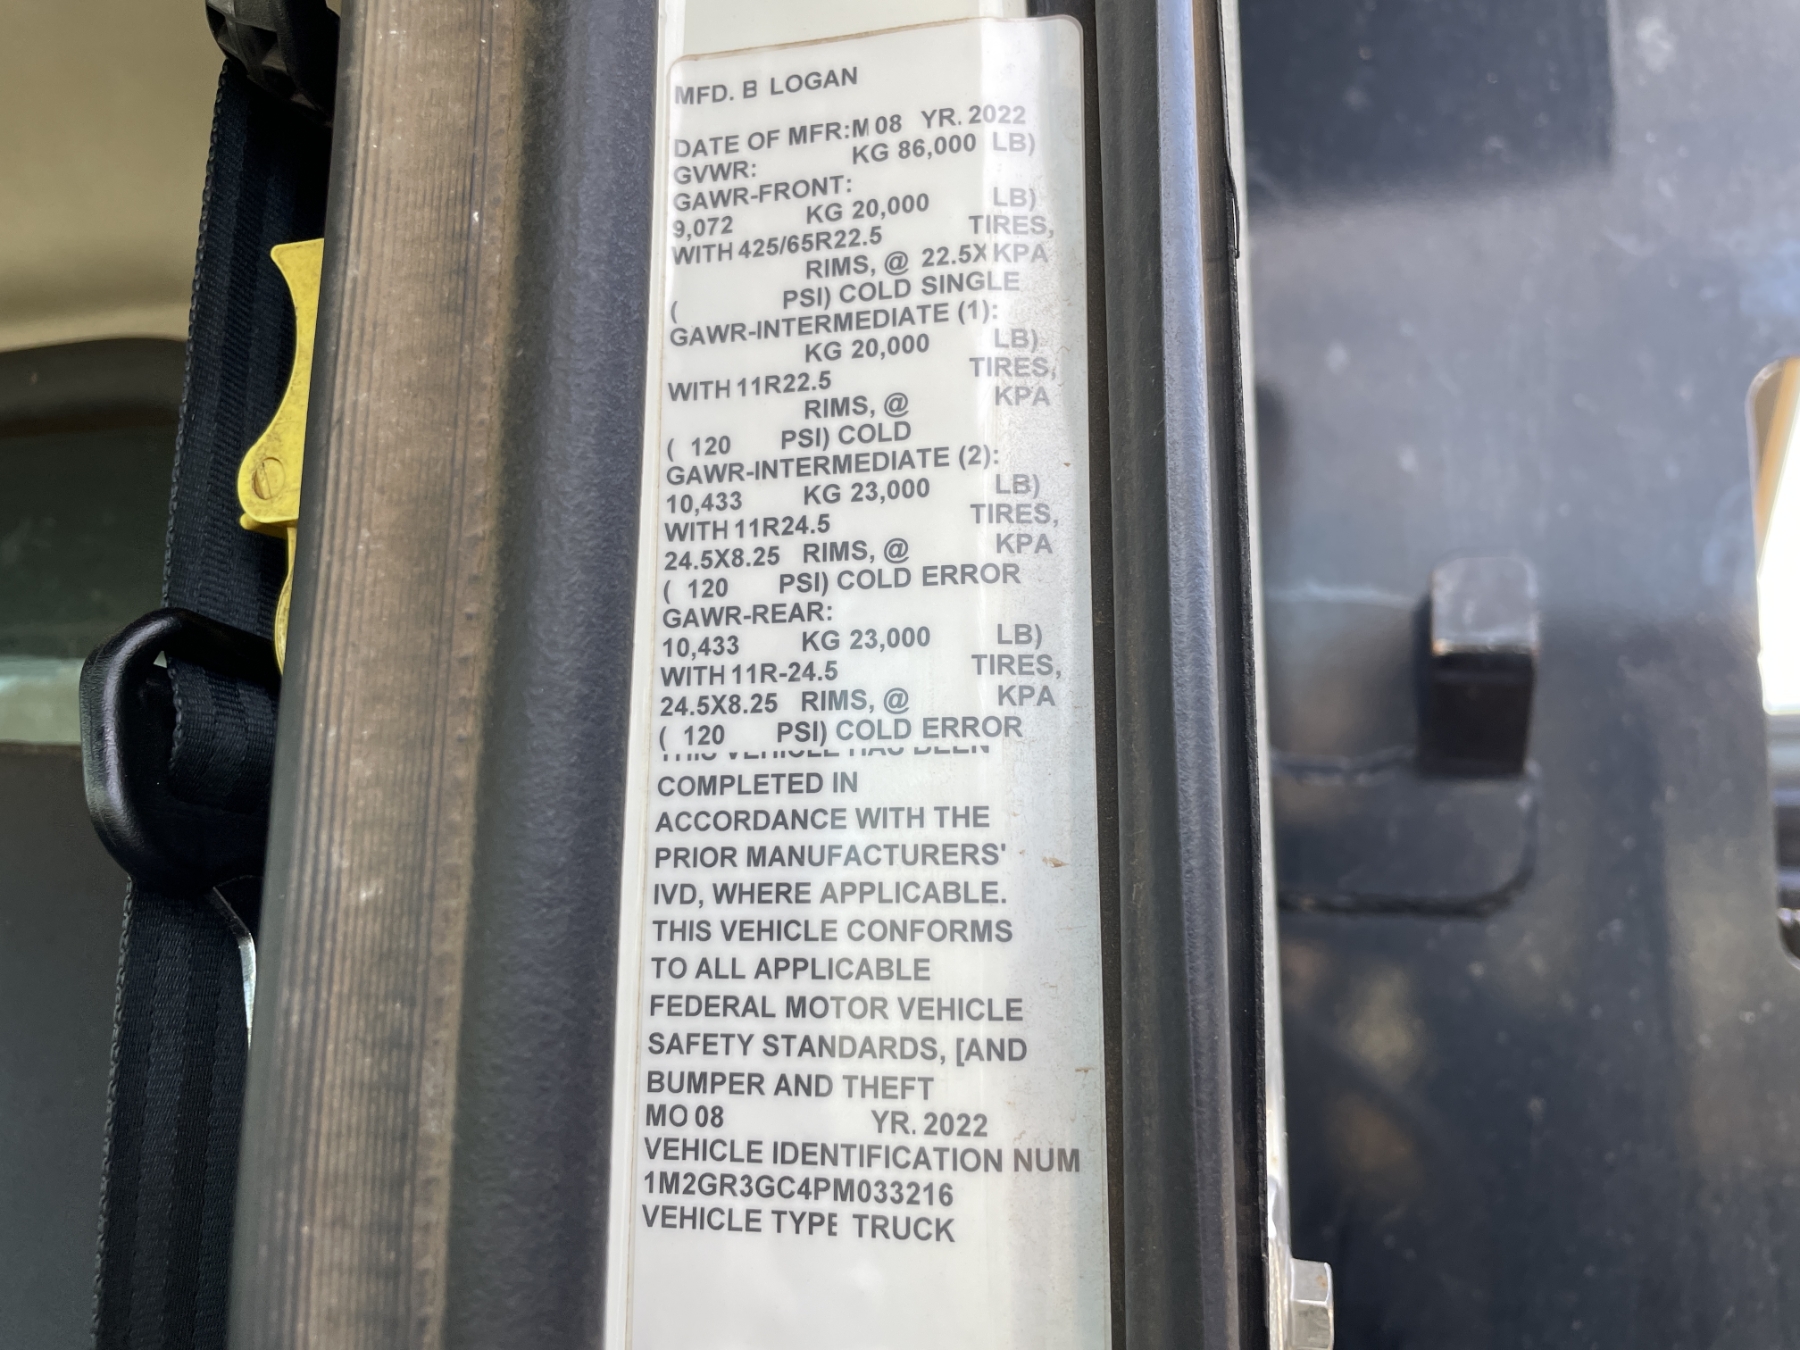 MFD. B LOGAN
DATE OF MFR:M 08 YR. 2022
GVWR: KG 86,000 LB)
GAWR-FRONT:
9,072 KG 20,000 LB)
WITH 425/65R22.5 TIRES,
RIMS, @ 22.5X KPA
( PSI) COLD SINGLE
GAWR-INTERMEDIATE (1):
KG 20,000 LB)
WITH 11R22.5 TIRES,
RIMS, @ KPA
( 120 PSI) COLD
GAWR-INTERMEDIATE (2):
10,433 KG 23,000 LB)
WITH 11R24.5 TIRES,
24.5X8.25 RIMS, @ KPA
( 120 PSI) COLD ERROR
GAWR-REAR:
10,433 KG 23,000 LB)
WITH 11R-24.5 TIRES,
24.5X8.25 RIMS, @ KPA
( 120 PSI) COLD ERROR
THIS VEHICLE HAS BEEN
COMPLETED IN
ACCORDANCE WITH THE
PRIOR MANUFACTURERS'
IVD, WHERE APPLICABLE.
THIS VEHICLE CONFORMS
TO ALL APPLICABLE
FEDERAL MOTOR VEHICLE
SAFETY STANDARDS, [AND
BUMPER AND THEFT
MO 08 YR. 2022
VEHICLE IDENTIFICATION NUM
1M2GR3GC4PM033216
VEHICLE TYPE TRUCK